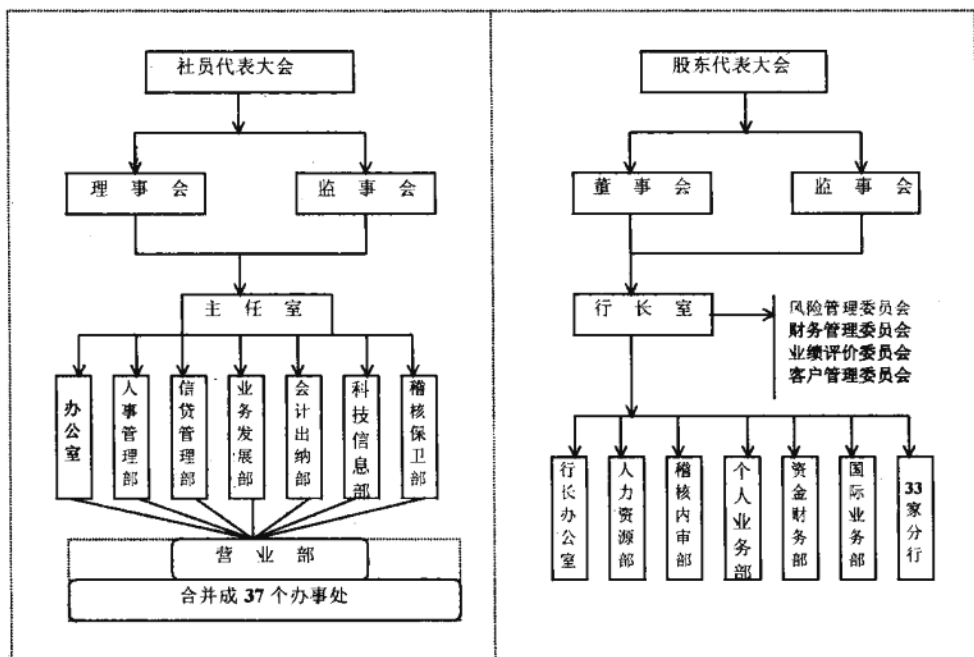 社员代表大会
理事会
监事会
主任室
办公室
人事管理部
信贷管理部
业务发展部
会计出纳部
科技信息部
稽核保卫部
营业部
合并成 37 个办事处
股东代表大会
董事会
监事会
行长室
风险管理委员会
财务管理委员会
业绩评价委员会
客户管理委员会
行长办公室
人力资源部
稽核内审部
个人业务部
资金财务部
国际业务部
33家分行